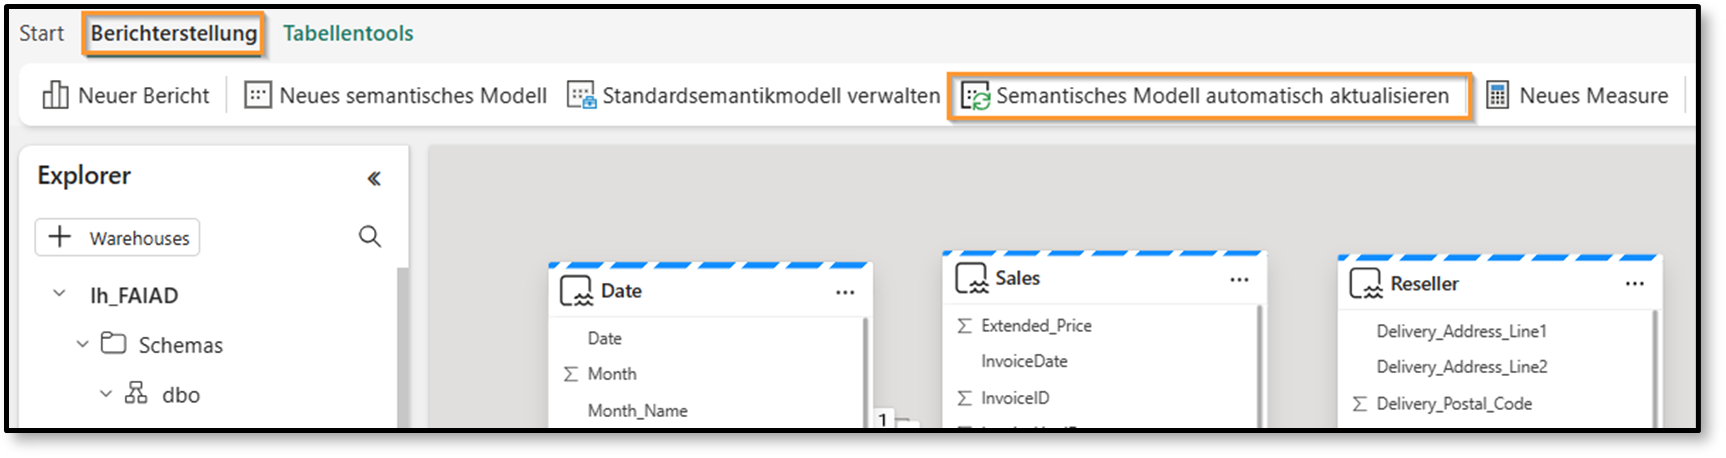 Start Berichterstellung Tabellentools
Neuer Bericht Neues semantisches Modell Standardsemantikmodell verwalten Semantisches Modell automatisch aktualisieren Neues Measure
Explorer
+ Warehouses
lh_FAIAD
Schemas
dbo
Date
Date
Σ Month
Month_Name
1
Sales
Σ Extended_Price
InvoiceDate
Σ InvoiceID
Reseller
Delivery_Address_Line1
Delivery_Address_Line2
Σ Delivery_Postal_Code